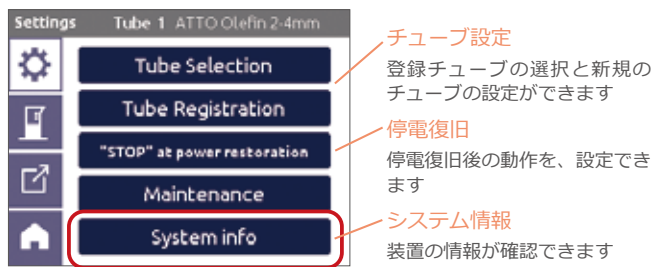 Settings Tube 1 ATTO Olefin 2-4mm
Tube Selection
Tube Registration
"STOP" at power restoration
Maintenance
System info
チューブ設定
登録チューブの選択と新規の
チューブの設定ができます
停電復旧
停電復旧後の動作を、設定でき
ます
システム情報
装置の情報が確認できます